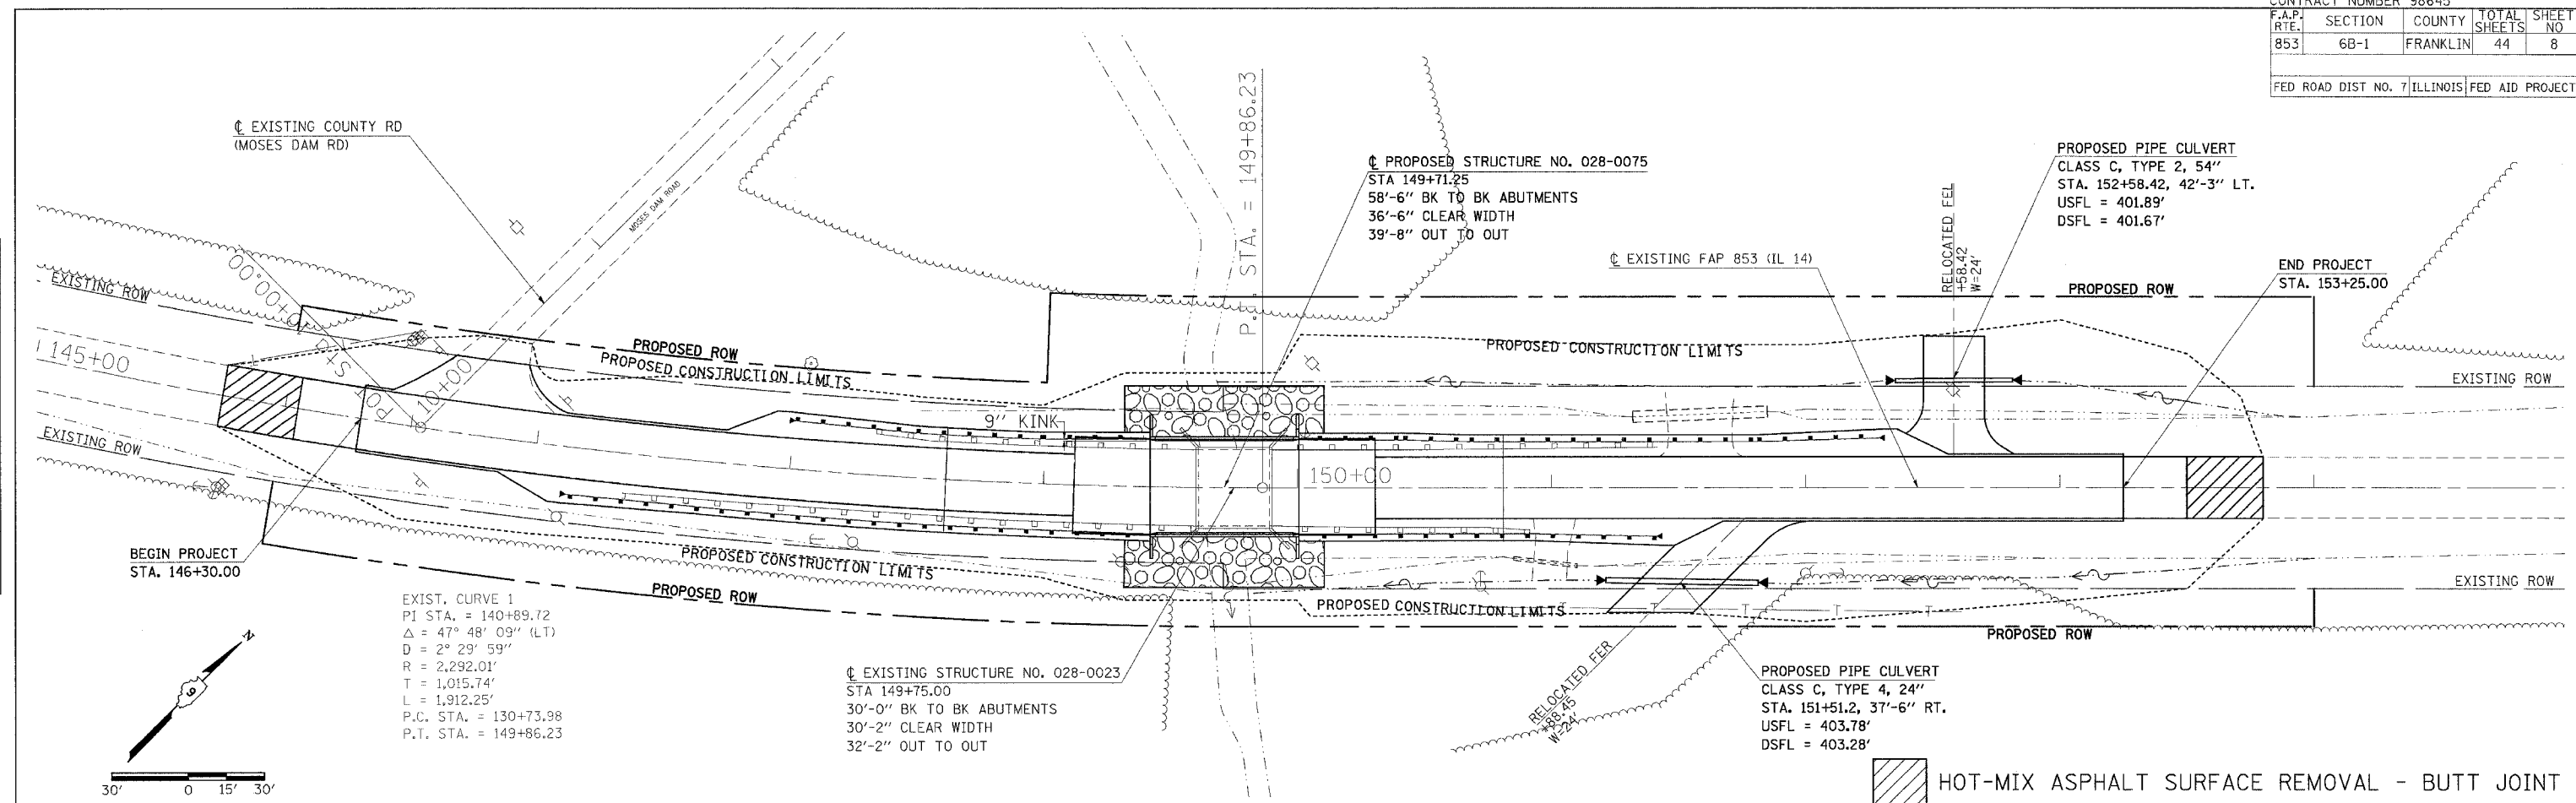 CONTRACT NUMBER 98645
F.A.P. RTE. SECTION COUNTY TOTAL SHEETS SHEET NO
853 6B-1 FRANKLIN 44 8
FED ROAD DIST NO. 7 ILLINOIS FED AID PROJECT
℄ EXISTING COUNTY RD
(MOSES DAM RD)
MOSES DAM ROAD
P.T. STA. = 149+86.23
℄ PROPOSED STRUCTURE NO. 028-0075
STA 149+71.25
58'-6" BK TO BK ABUTMENTS
36'-6" CLEAR WIDTH
39'-8" OUT TO OUT
PROPOSED PIPE CULVERT
CLASS C, TYPE 2, 54"
STA. 152+58.42, 42'-3" LT.
USFL = 401.89'
DSFL = 401.67'
RELOCATED FEL
+58.42
W=24'
℄ EXISTING FAP 853 (IL 14)
END PROJECT
STA. 153+25.00
EXISTING ROW
PROPOSED ROW
PROPOSED ROW
PROPOSED CONSTRUCTION LIMITS
PROPOSED CONSTRUCTION LIMITS
145+00
10+00
EXISTING ROW
EXISTING ROW
9" KINK
150+00
BEGIN PROJECT
STA. 146+30.00
PROPOSED CONSTRUCTION LIMITS
PROPOSED ROW
PROPOSED CONSTRUCTION LIMITS
EXISTING ROW
PROPOSED ROW
EXIST. CURVE 1
PI STA. = 140+89.72
Δ = 47° 48' 09" (LT)
D = 2° 29' 59"
R = 2,292.01'
T = 1,015.74'
L = 1,912.25'
P.C. STA. = 130+73.98
P.T. STA. = 149+86.23
℄ EXISTING STRUCTURE NO. 028-0023
STA 149+75.00
30'-0" BK TO BK ABUTMENTS
30'-2" CLEAR WIDTH
32'-2" OUT TO OUT
RELOCATED FER
+88.45
W=24'
PROPOSED PIPE CULVERT
CLASS C, TYPE 4, 24"
STA. 151+51.2, 37'-6" RT.
USFL = 403.78'
DSFL = 403.28'
N
9
30' 0 15' 30'
HOT-MIX ASPHALT SURFACE REMOVAL - BUTT JOINT